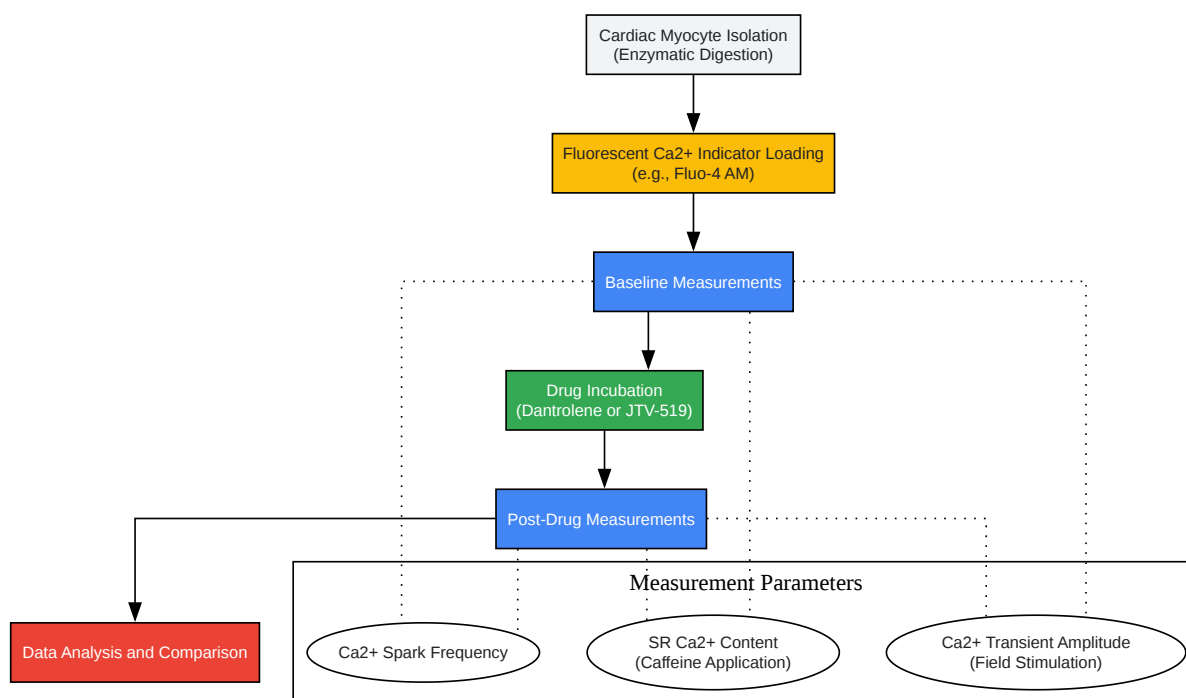 Cardiac Myocyte Isolation
(Enzymatic Digestion)
Fluorescent Ca2+ Indicator Loading
(e.g., Fluo-4 AM)
Baseline Measurements
Drug Incubation
(Dantrolene or JTV-519)
Post-Drug Measurements
Measurement Parameters
Data Analysis and Comparison
Ca2+ Spark Frequency
SR Ca2+ Content
(Caffeine Application)
Ca2+ Transient Amplitude
(Field Stimulation)